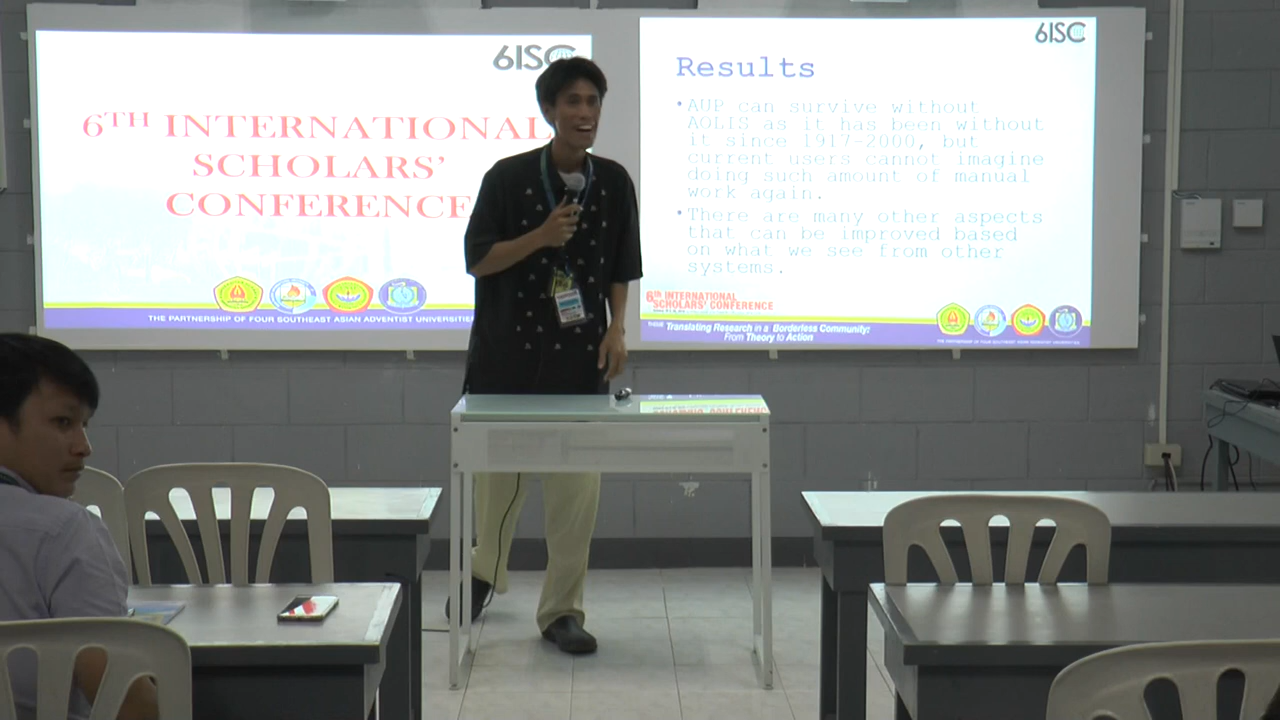 6ISC
6TH INTERNATIONAL
SCHOLARS'
CONFERENCE
THE PARTNERSHIP OF FOUR SOUTHEAST ASIAN ADVENTIST UNIVERSITIES
6ISC
Results
•AUP can survive without
AOLIS as it has been without
it since 1917-2000, but
current users cannot imagine
doing such amount of manual
work again.
•There are many other aspects
that can be improved based
on what we see from other
systems.
6th INTERNATIONAL
SCHOLARS' CONFERENCE
THEME: Translating Research in a Borderless Community:
From Theory to Action
THE PARTNERSHIP OF FOUR SOUTHEAST ASIAN ADVENTIST UNIVERSITIES